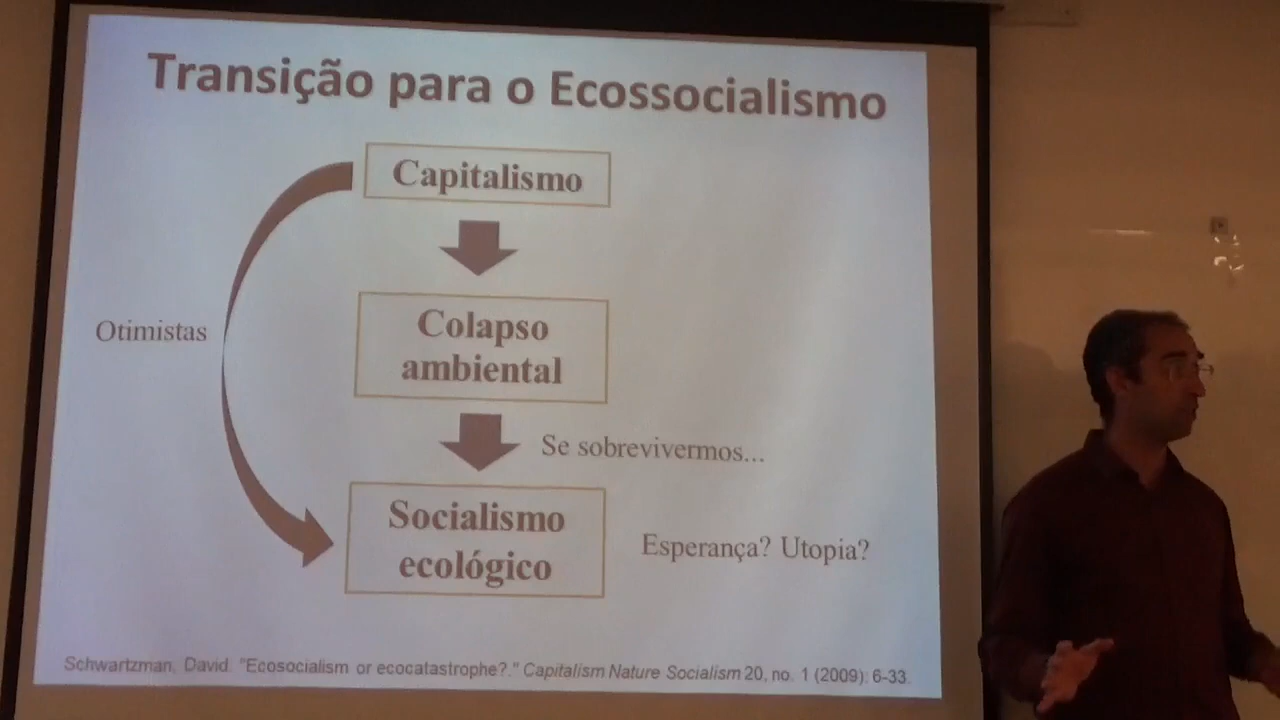 Transição para o Ecossocialismo
Capitalismo
Otimistas
Colapso
ambiental
Se sobrevivermos...
Socialismo
ecológico
Esperança? Utopia?
Schwartzman, David. "Ecosocialism or ecocatastrophe?." Capitalism Nature Socialism 20, no. 1 (2009): 6-33.